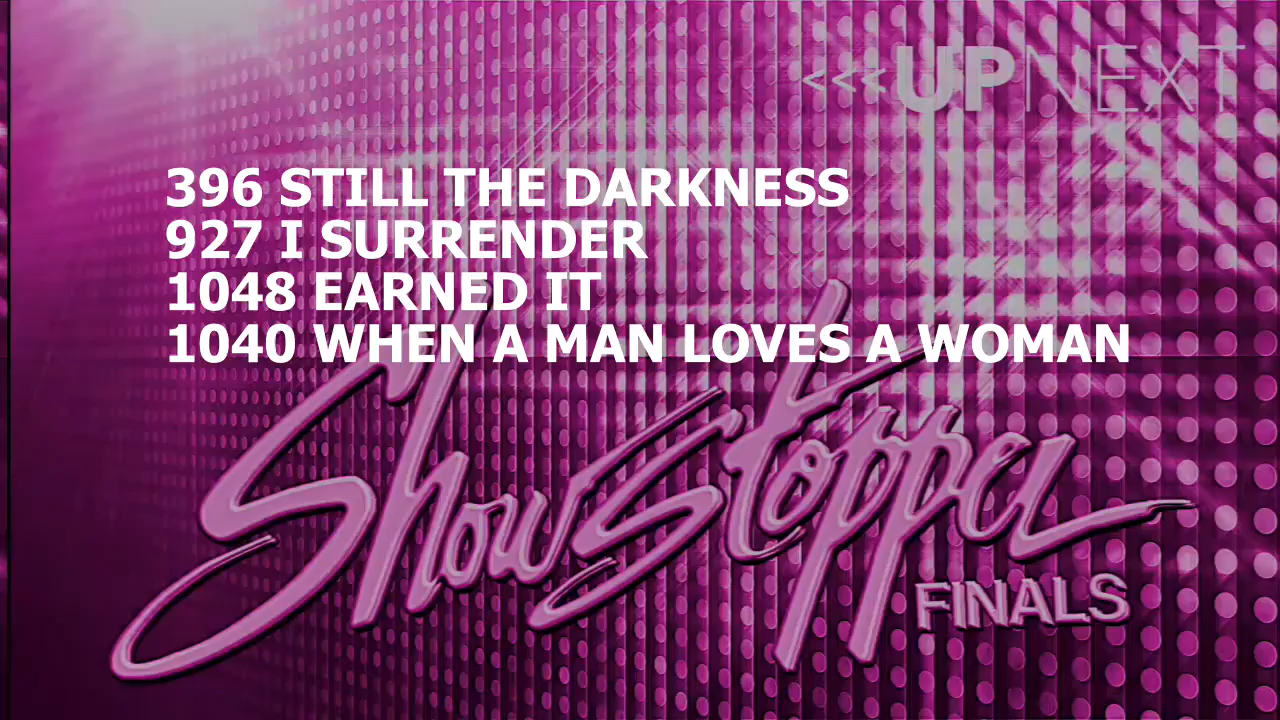 <<<UPNEXT
396 STILL THE DARKNESS
927 I SURRENDER
1048 EARNED IT
1040 WHEN A MAN LOVES A WOMAN
ShowStopper
FINALS